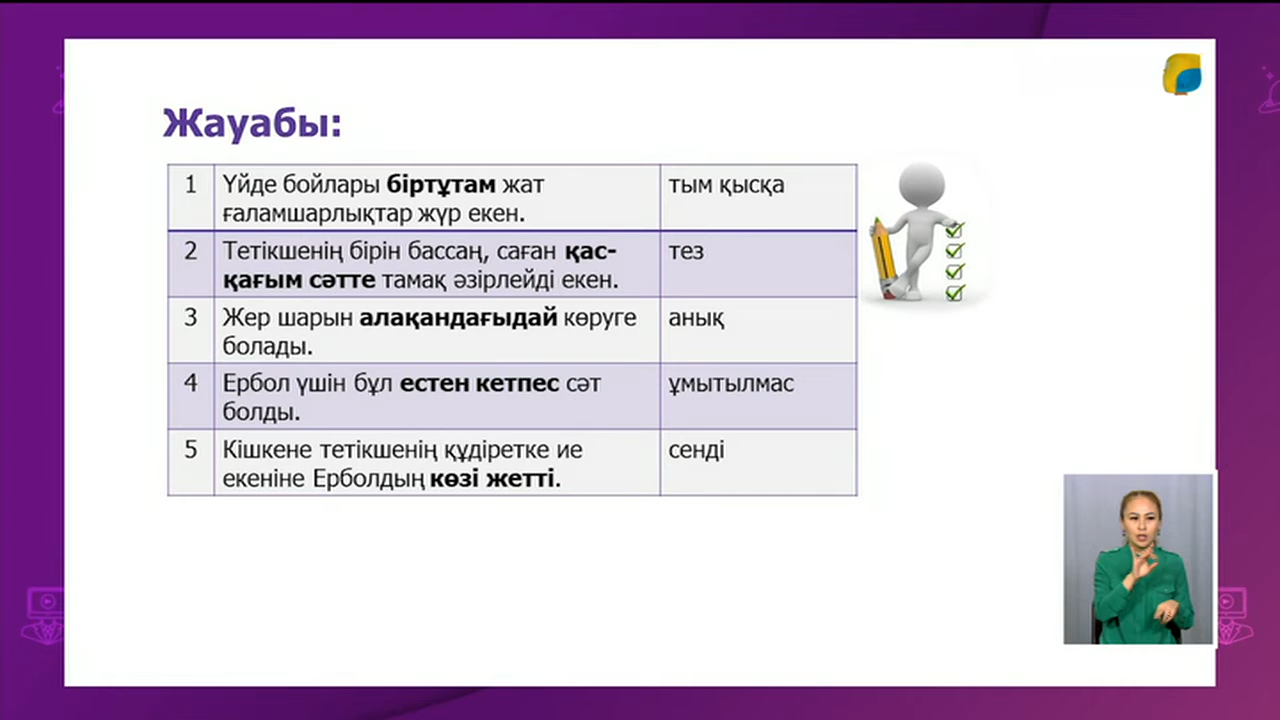 Жауабы:
1 Үйде бойлары біртұтам жат тым қысқа
ғаламшарлықтар жүр екен.
2 Тетікшенің бірін бассаң, саған қас- тез
қағым сәтте тамақ әзірлейді екен.
3 Жер шарын алақандағыдай көруге анық
болады.
4 Ербол үшін бұл естен кетпес сәт ұмытылмас
болды.
5 Кішкене тетікшенің құдіретке ие сенді
екеніне Ерболдың көзі жетті.